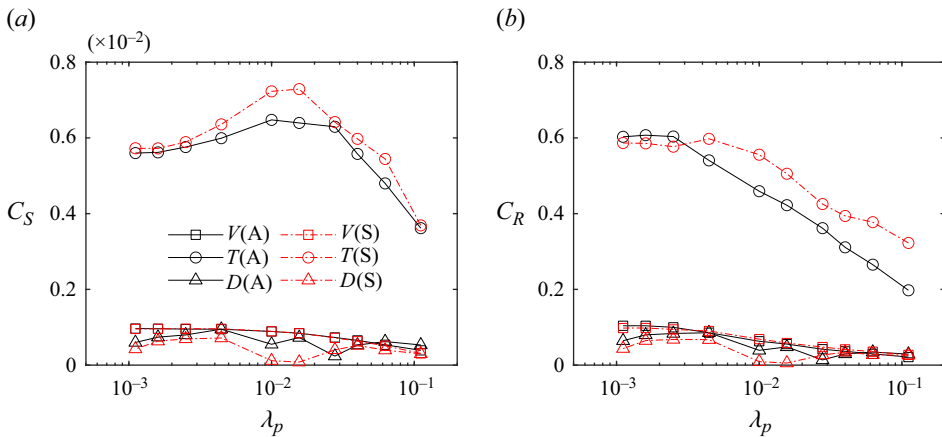 (a)
(×10⁻²)
0.8
0.6
0.4
0.2
0
C_S
V(A)
V(S)
T(A)
T(S)
D(A)
D(S)
10⁻³
10⁻²
10⁻¹
λ_p
(b)
0.8
0.6
0.4
0.2
0
C_R
10⁻³
10⁻²
10⁻¹
λ_p